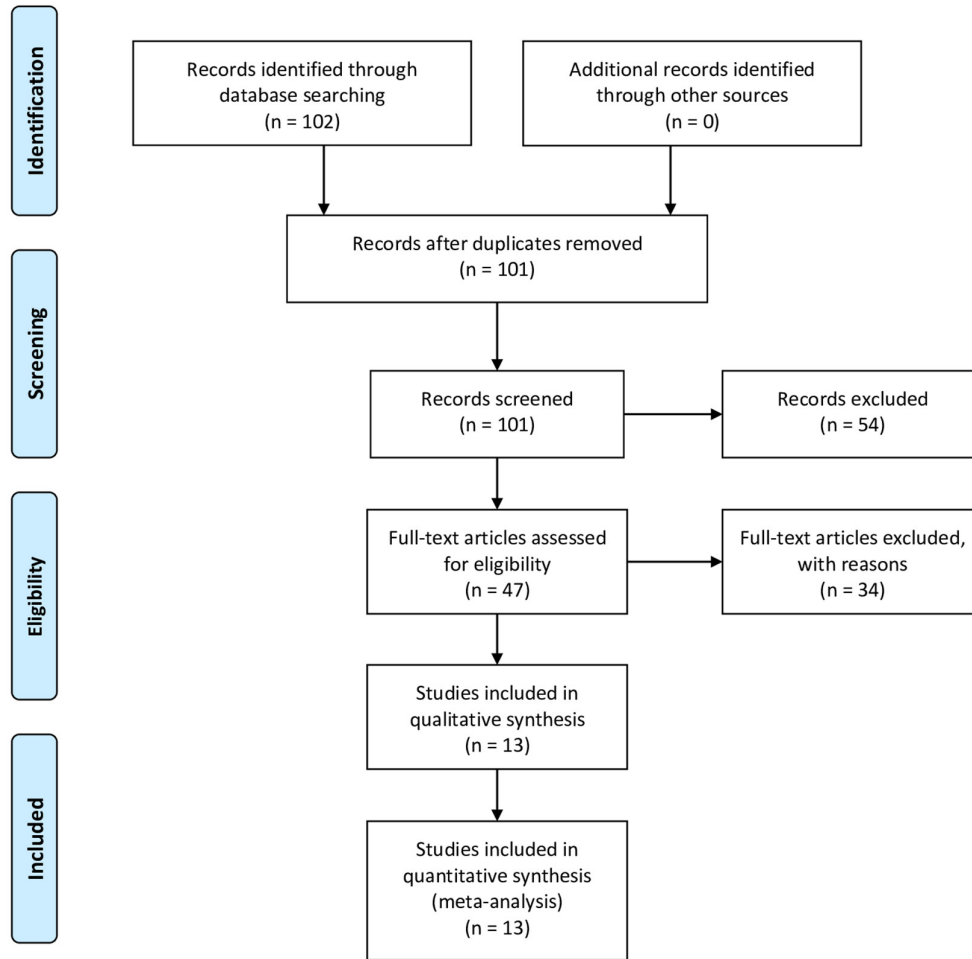 Identification
Records identified through
database searching
(n = 102)
Additional records identified
through other sources
(n = 0)
Records after duplicates removed
(n = 101)
Screening
Records screened
(n = 101)
Records excluded
(n = 54)
Eligibility
Full-text articles assessed
for eligibility
(n = 47)
Full-text articles excluded,
with reasons
(n = 34)
Studies included in
qualitative synthesis
(n = 13)
Included
Studies included in
quantitative synthesis
(meta-analysis)
(n = 13)